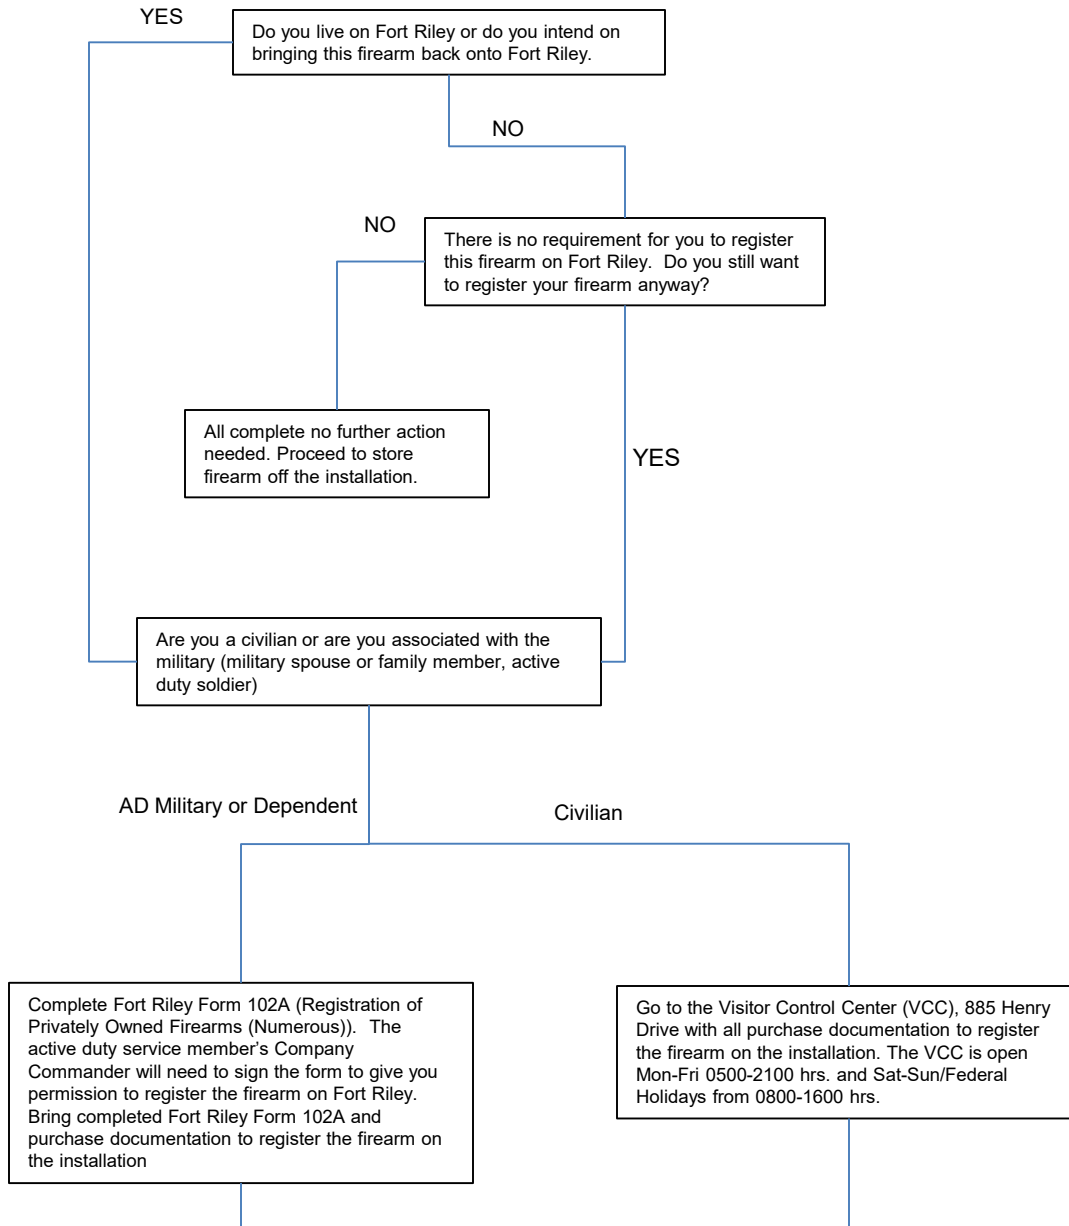 YES
Do you live on Fort Riley or do you intend on
bringing this firearm back onto Fort Riley.
NO
NO
There is no requirement for you to register
this firearm on Fort Riley.  Do you still want
to register your firearm anyway?
All complete no further action
needed. Proceed to store
firearm off the installation.
YES
Are you a civilian or are you associated with the
military (military spouse or family member, active
duty soldier)
AD Military or Dependent
Civilian
Complete Fort Riley Form 102A (Registration of
Privately Owned Firearms (Numerous)).  The
active duty service member’s Company
Commander will need to sign the form to give you
permission to register the firearm on Fort Riley.
Bring completed Fort Riley Form 102A and
purchase documentation to register the firearm on
the installation
Go to the Visitor Control Center (VCC), 885 Henry
Drive with all purchase documentation to register
the firearm on the installation. The VCC is open
Mon-Fri 0500-2100 hrs. and Sat-Sun/Federal
Holidays from 0800-1600 hrs.